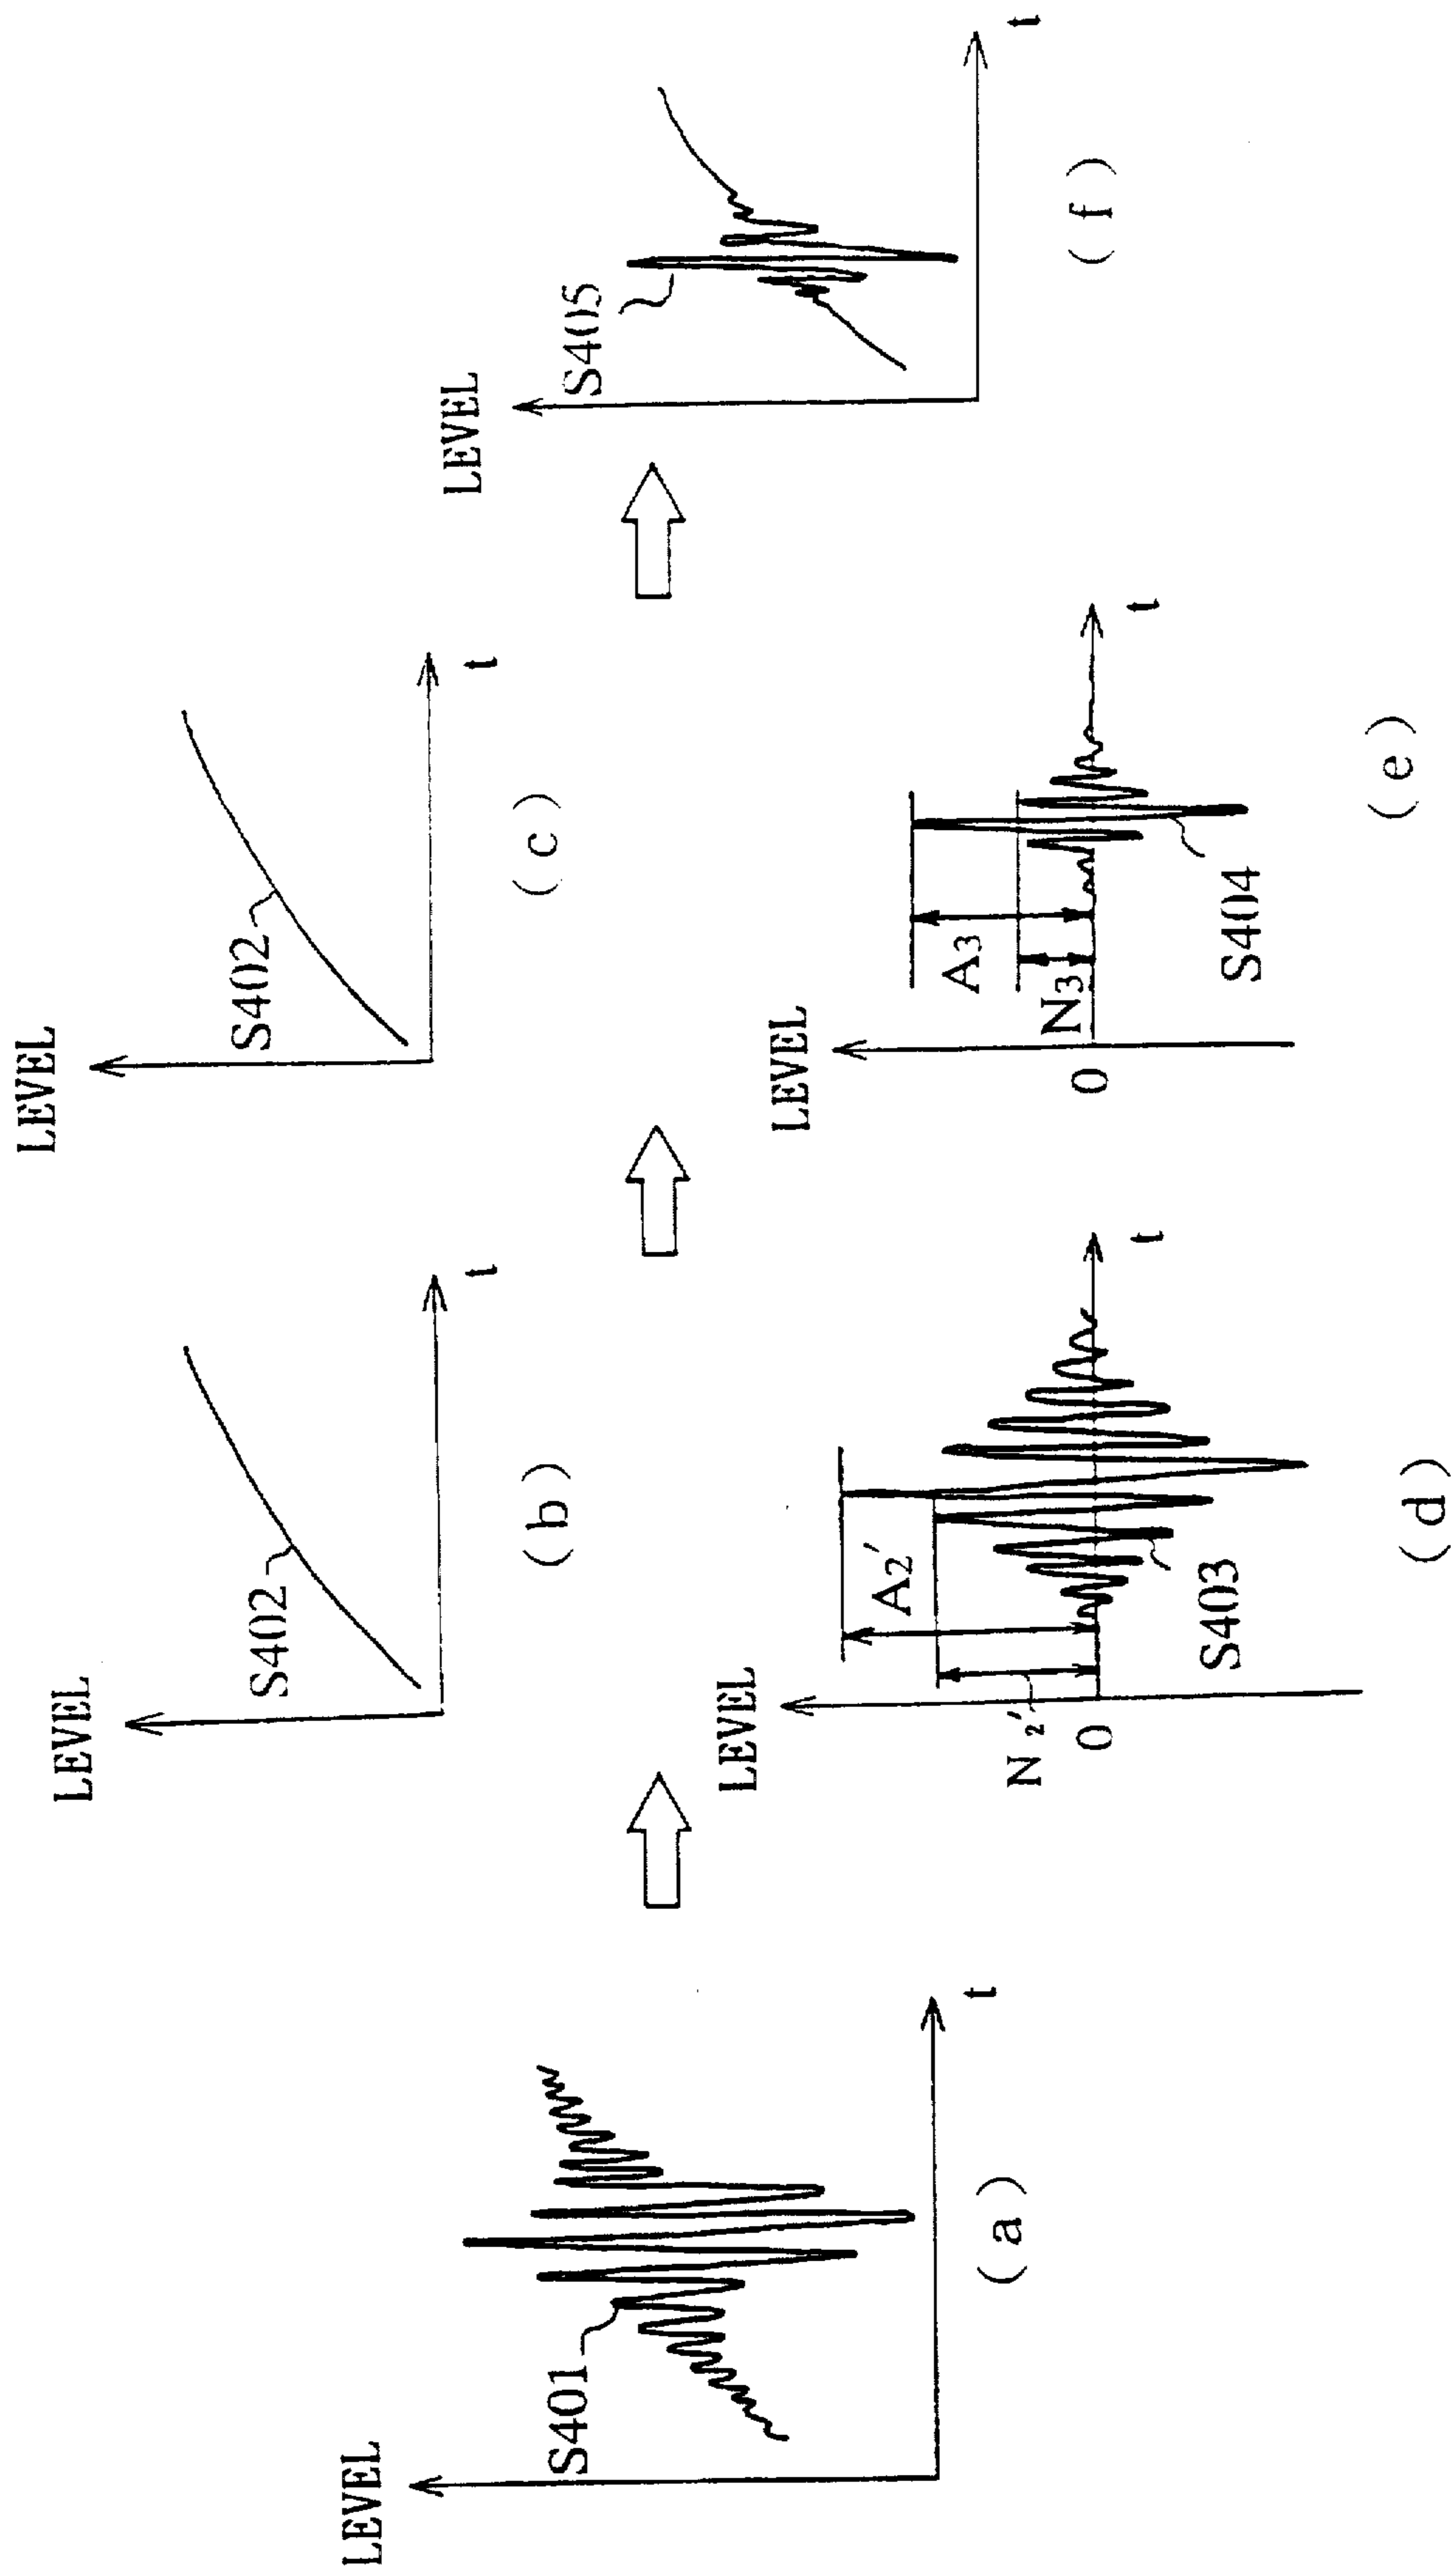 LEVEL
S401
t
( a )
LEVEL
S402
t
( b )
LEVEL
S402
t
( c )
LEVEL
A2'
N2'
0
S403
t
( d )
LEVEL
A3
N3
0
S404
t
( e )
LEVEL
S405
t
( f )